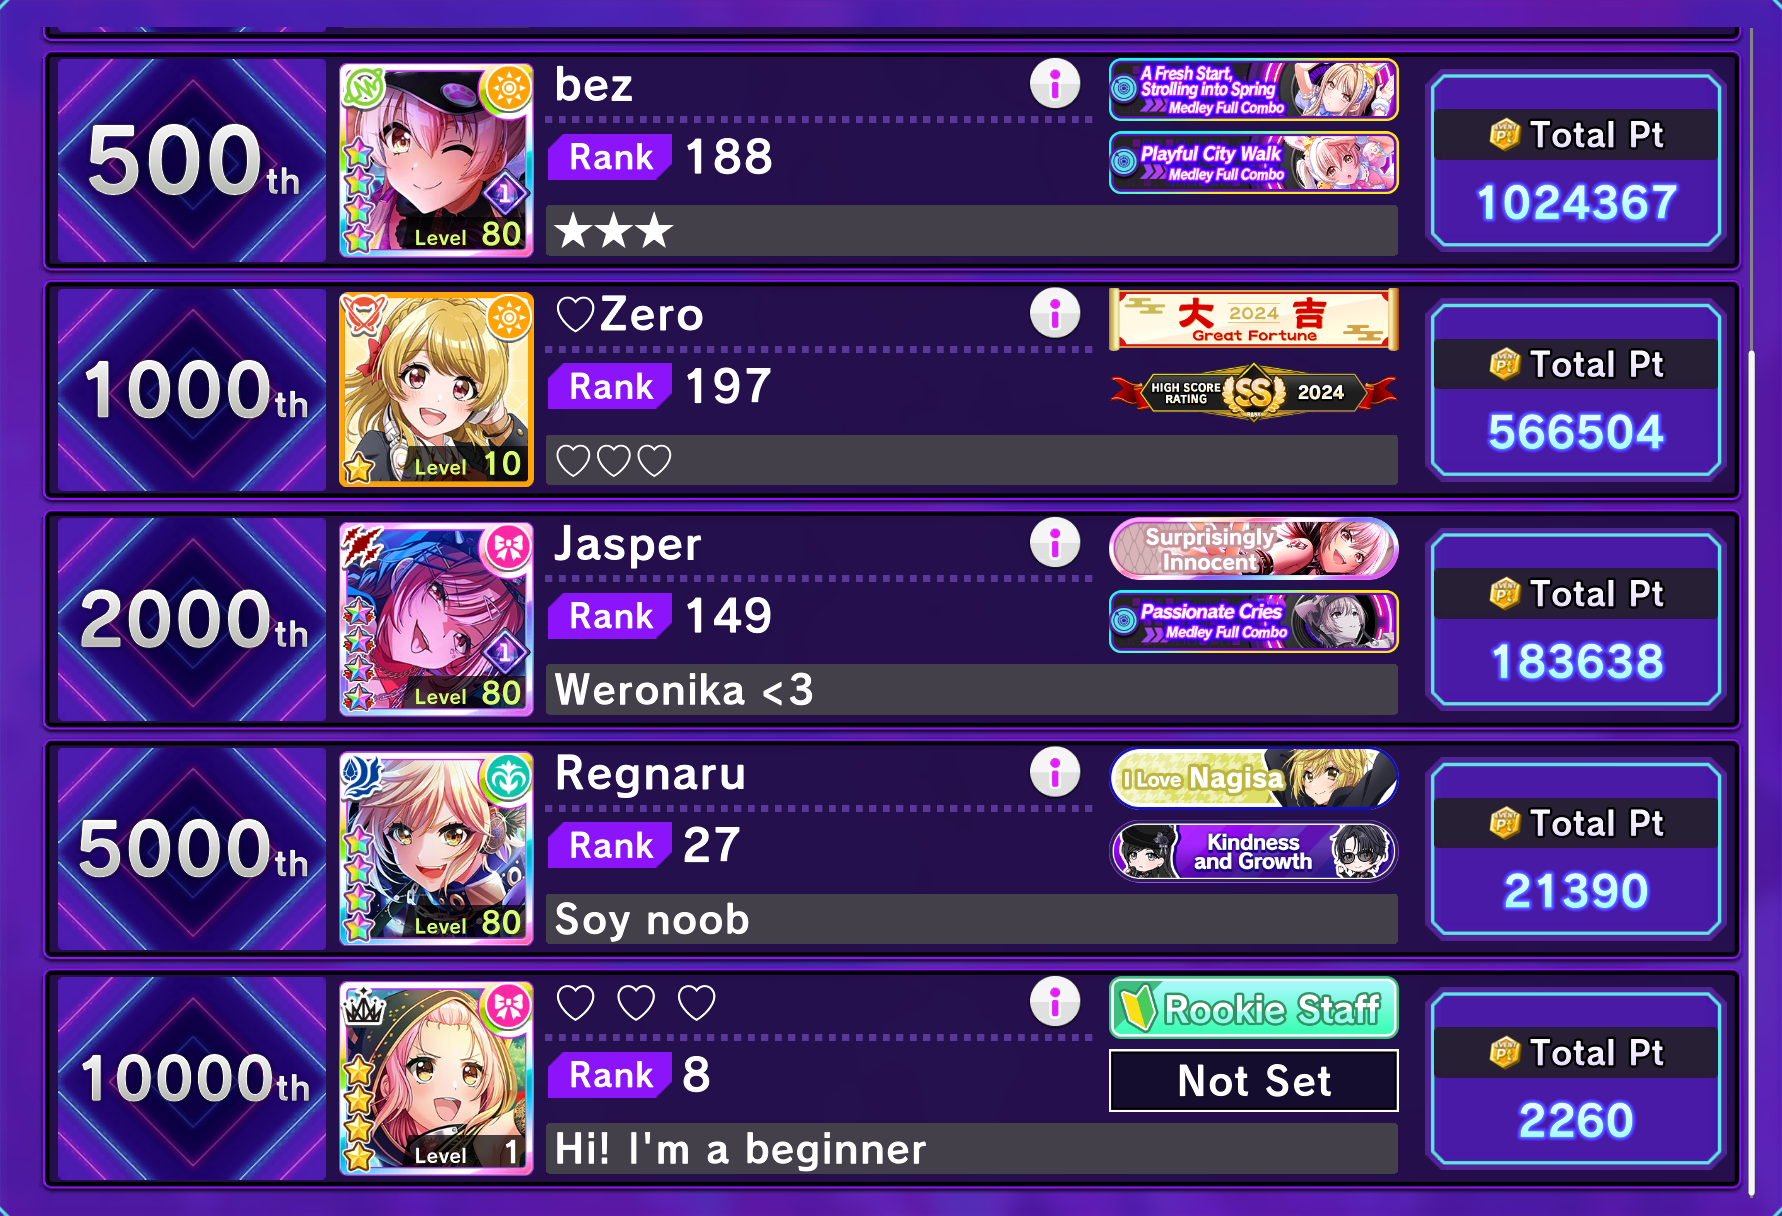 500th
bez
Rank 188
★★★
Level 80
1
A Fresh Start,
Strolling into Spring
Medley Full Combo
Playful City Walk
Medley Full Combo
Total Pt
1024367
1000th
♡Zero
Rank 197
♡♡♡
Level 10
大 2024 吉
Great Fortune
HIGH SCORE
RATING
SS
RANK
2024
Total Pt
566504
2000th
Jasper
Rank 149
Weronika <3
Level 80
1
Surprisingly
Innocent
Passionate Cries
Medley Full Combo
Total Pt
183638
5000th
Regnaru
Rank 27
Soy noob
Level 80
I Love Nagisa
Kindness
and Growth
Total Pt
21390
10000th
♡ ♡ ♡
Rank 8
Hi! I'm a beginner
Level 1
Rookie Staff
Not Set
Total Pt
2260